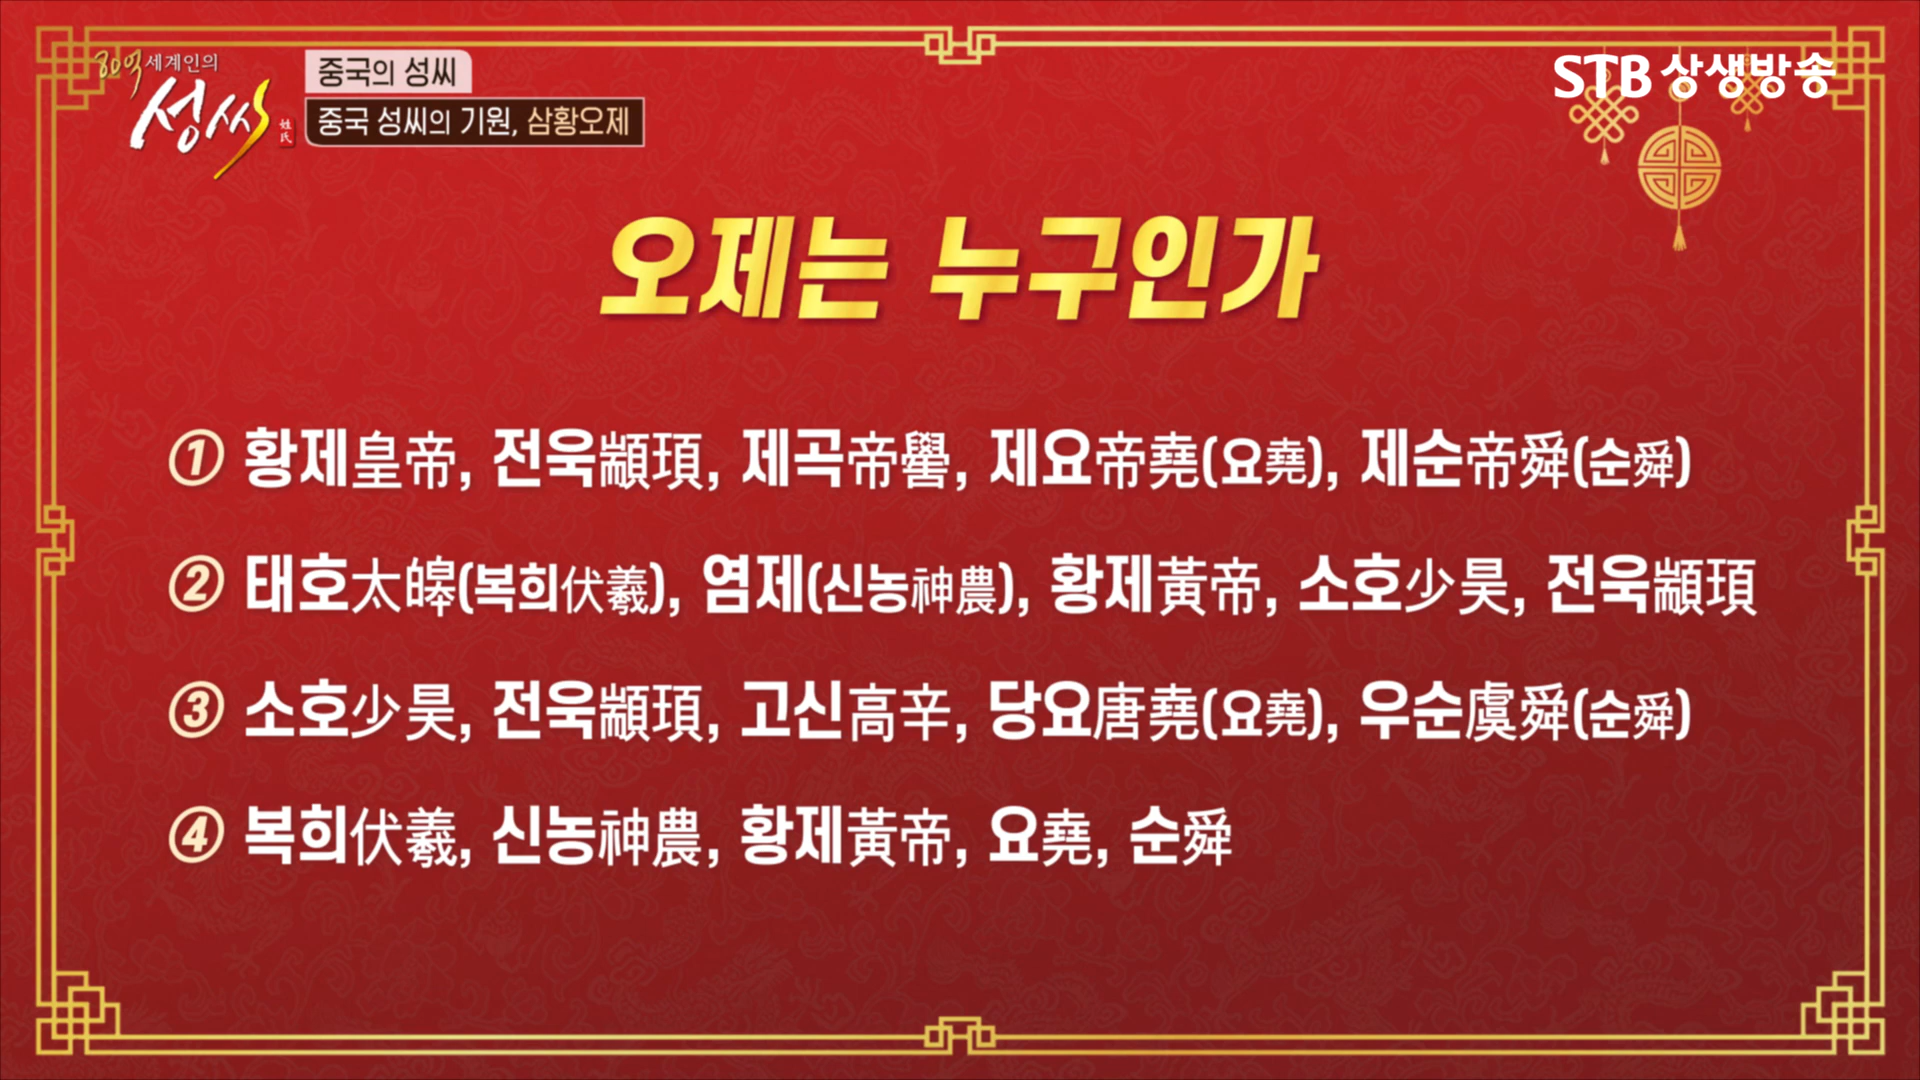 80억 세계인의
성씨
姓氏
중국의 성씨
중국 성씨의 기원, 삼황오제
STB 상생방송
오제는 누구인가
① 황제皇帝, 전욱顓頊, 제곡帝嚳, 제요帝堯(요堯), 제순帝舜(순舜)
② 태호太皞(복희伏羲), 염제(신농神農), 황제黃帝, 소호少昊, 전욱顓頊
③ 소호少昊, 전욱顓頊, 고신高辛, 당요唐堯(요堯), 우순虞舜(순舜)
④ 복희伏羲, 신농神農, 황제黃帝, 요堯, 순舜